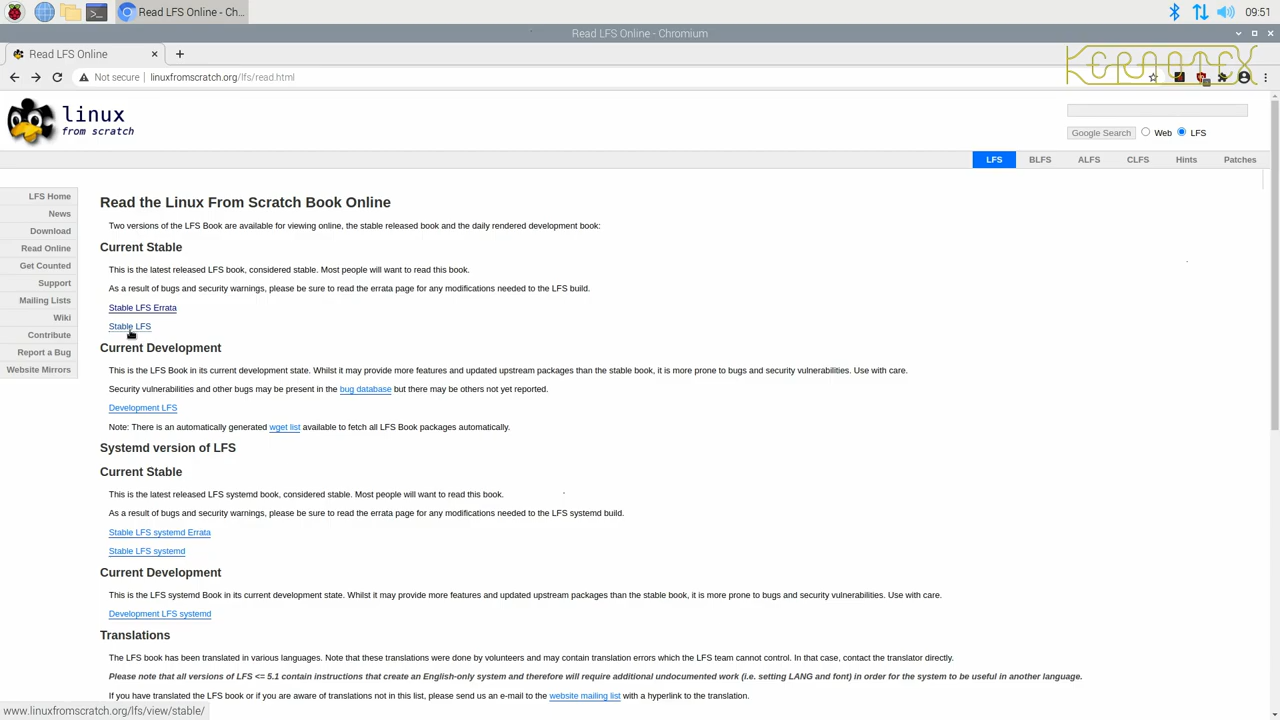 Read LFS Online - Ch...
09:51
Read LFS Online - Chromium
Read LFS Online
KERNOTEX
Not secure
linuxfromscratch.org/lfs/read.html
linux
from scratch
Google Search
Web
LFS
LFS
BLFS
ALFS
CLFS
Hints
Patches
LFS Home
News
Download
Read Online
Get Counted
Support
Mailing Lists
Wiki
Contribute
Report a Bug
Website Mirrors
Read the Linux From Scratch Book Online
Two versions of the LFS Book are available for viewing online, the stable released book and the daily rendered development book:
Current Stable
This is the latest released LFS book, considered stable. Most people will want to read this book.
As a result of bugs and security warnings, please be sure to read the errata page for any modifications needed to the LFS build.
Stable LFS Errata
Stable LFS
Current Development
This is the LFS Book in its current development state. Whilst it may provide more features and updated upstream packages than the stable book, it is more prone to bugs and security vulnerabilities. Use with care.
Security vulnerabilities and other bugs may be present in the bug database but there may be others not yet reported.
Development LFS
Note: There is an automatically generated wget list available to fetch all LFS Book packages automatically.
Systemd version of LFS
Current Stable
This is the latest released LFS systemd book, considered stable. Most people will want to read this book.
As a result of bugs and security warnings, please be sure to read the errata page for any modifications needed to the LFS systemd build.
Stable LFS systemd Errata
Stable LFS systemd
Current Development
This is the LFS systemd Book in its current development state. Whilst it may provide more features and updated upstream packages than the stable book, it is more prone to bugs and security vulnerabilities. Use with care.
Development LFS systemd
Translations
The LFS book has been translated in various languages. Note that these translations were done by volunteers and may contain translation errors which the LFS team cannot control. In that case, contact the translator directly.
Please note that all versions of LFS <= 5.1 contain instructions that create an English-only system and therefore will require additional undocumented work (i.e. setting LANG and font) in order for the system to be useful in another language.
If you have translated the LFS book or if you are aware of translations not in this list, please send us an e-mail to the website mailing list with a hyperlink to the translation.
www.linuxfromscratch.org/lfs/view/stable/